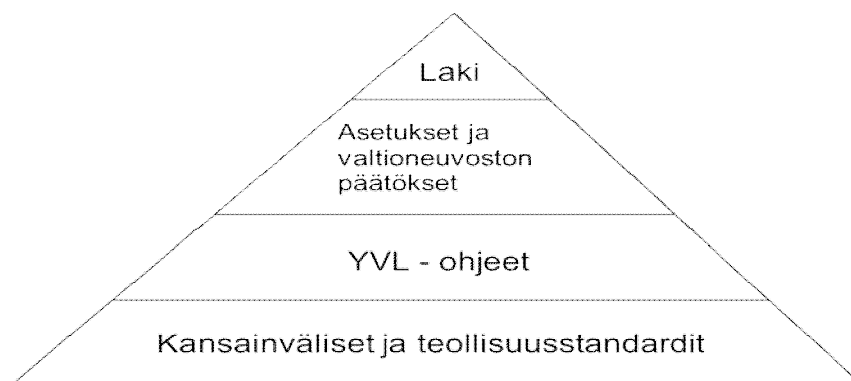 Laki
Asetukset ja
valtioneuvoston
päätökset
YVL - ohjeet
Kansainväliset ja teollisuusstandardit